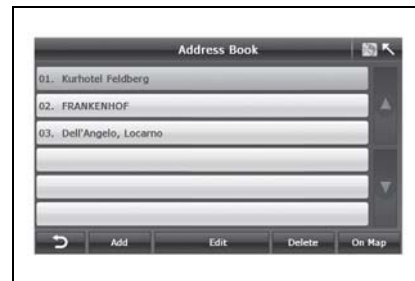 Address Book
01. Kurhotel Feldberg
02. FRANKENHOF
03. Dell'Angelo, Locarno
Add Edit Delete On Map